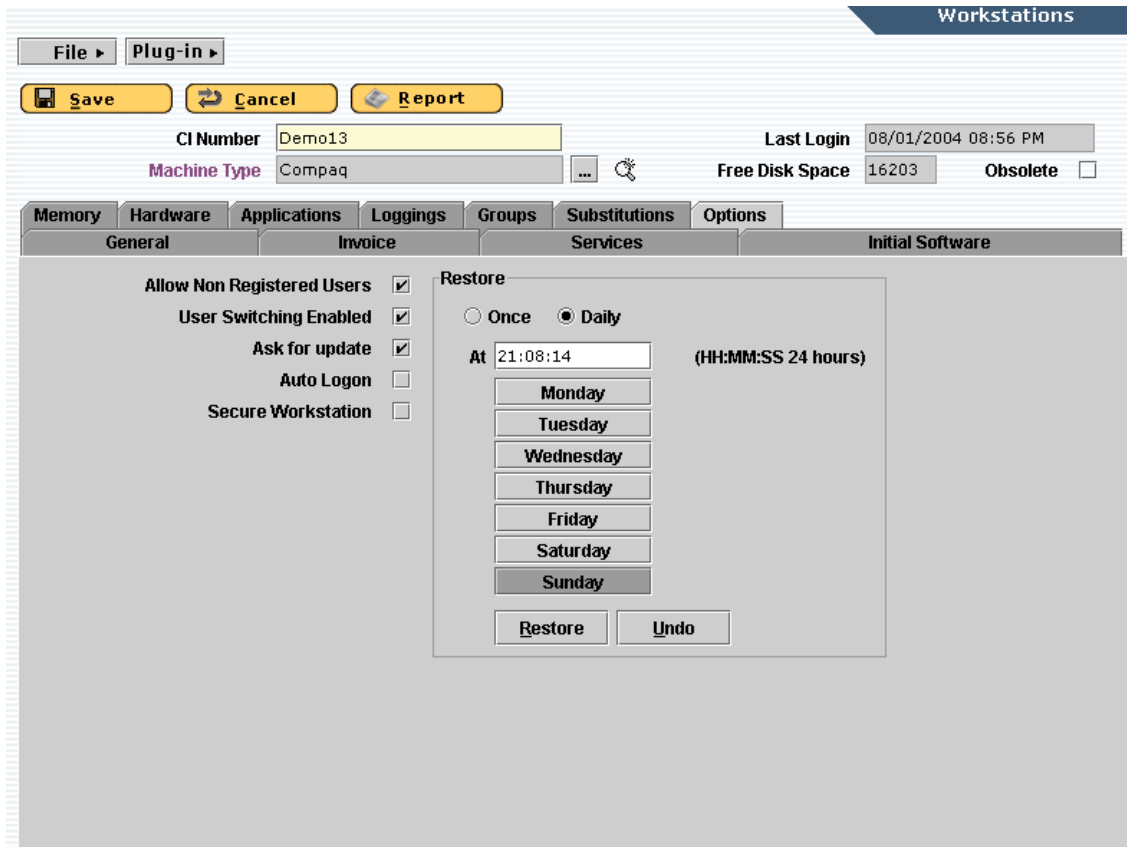 Workstations
File Plug-in
Save Cancel Report
CI Number Demo13 Last Login 08/01/2004 08:56 PM
Machine Type Compaq ... Free Disk Space 16203 Obsolete
Memory Hardware Applications Loggings Groups Substitutions Options
General Invoice Services Initial Software
Allow Non Registered Users Restore
User Switching Enabled Once Daily
Ask for update At 21:08:14 (HH:MM:SS 24 hours)
Auto Logon Monday
Secure Workstation Tuesday
Wednesday
Thursday
Friday
Saturday
Sunday
Restore Undo